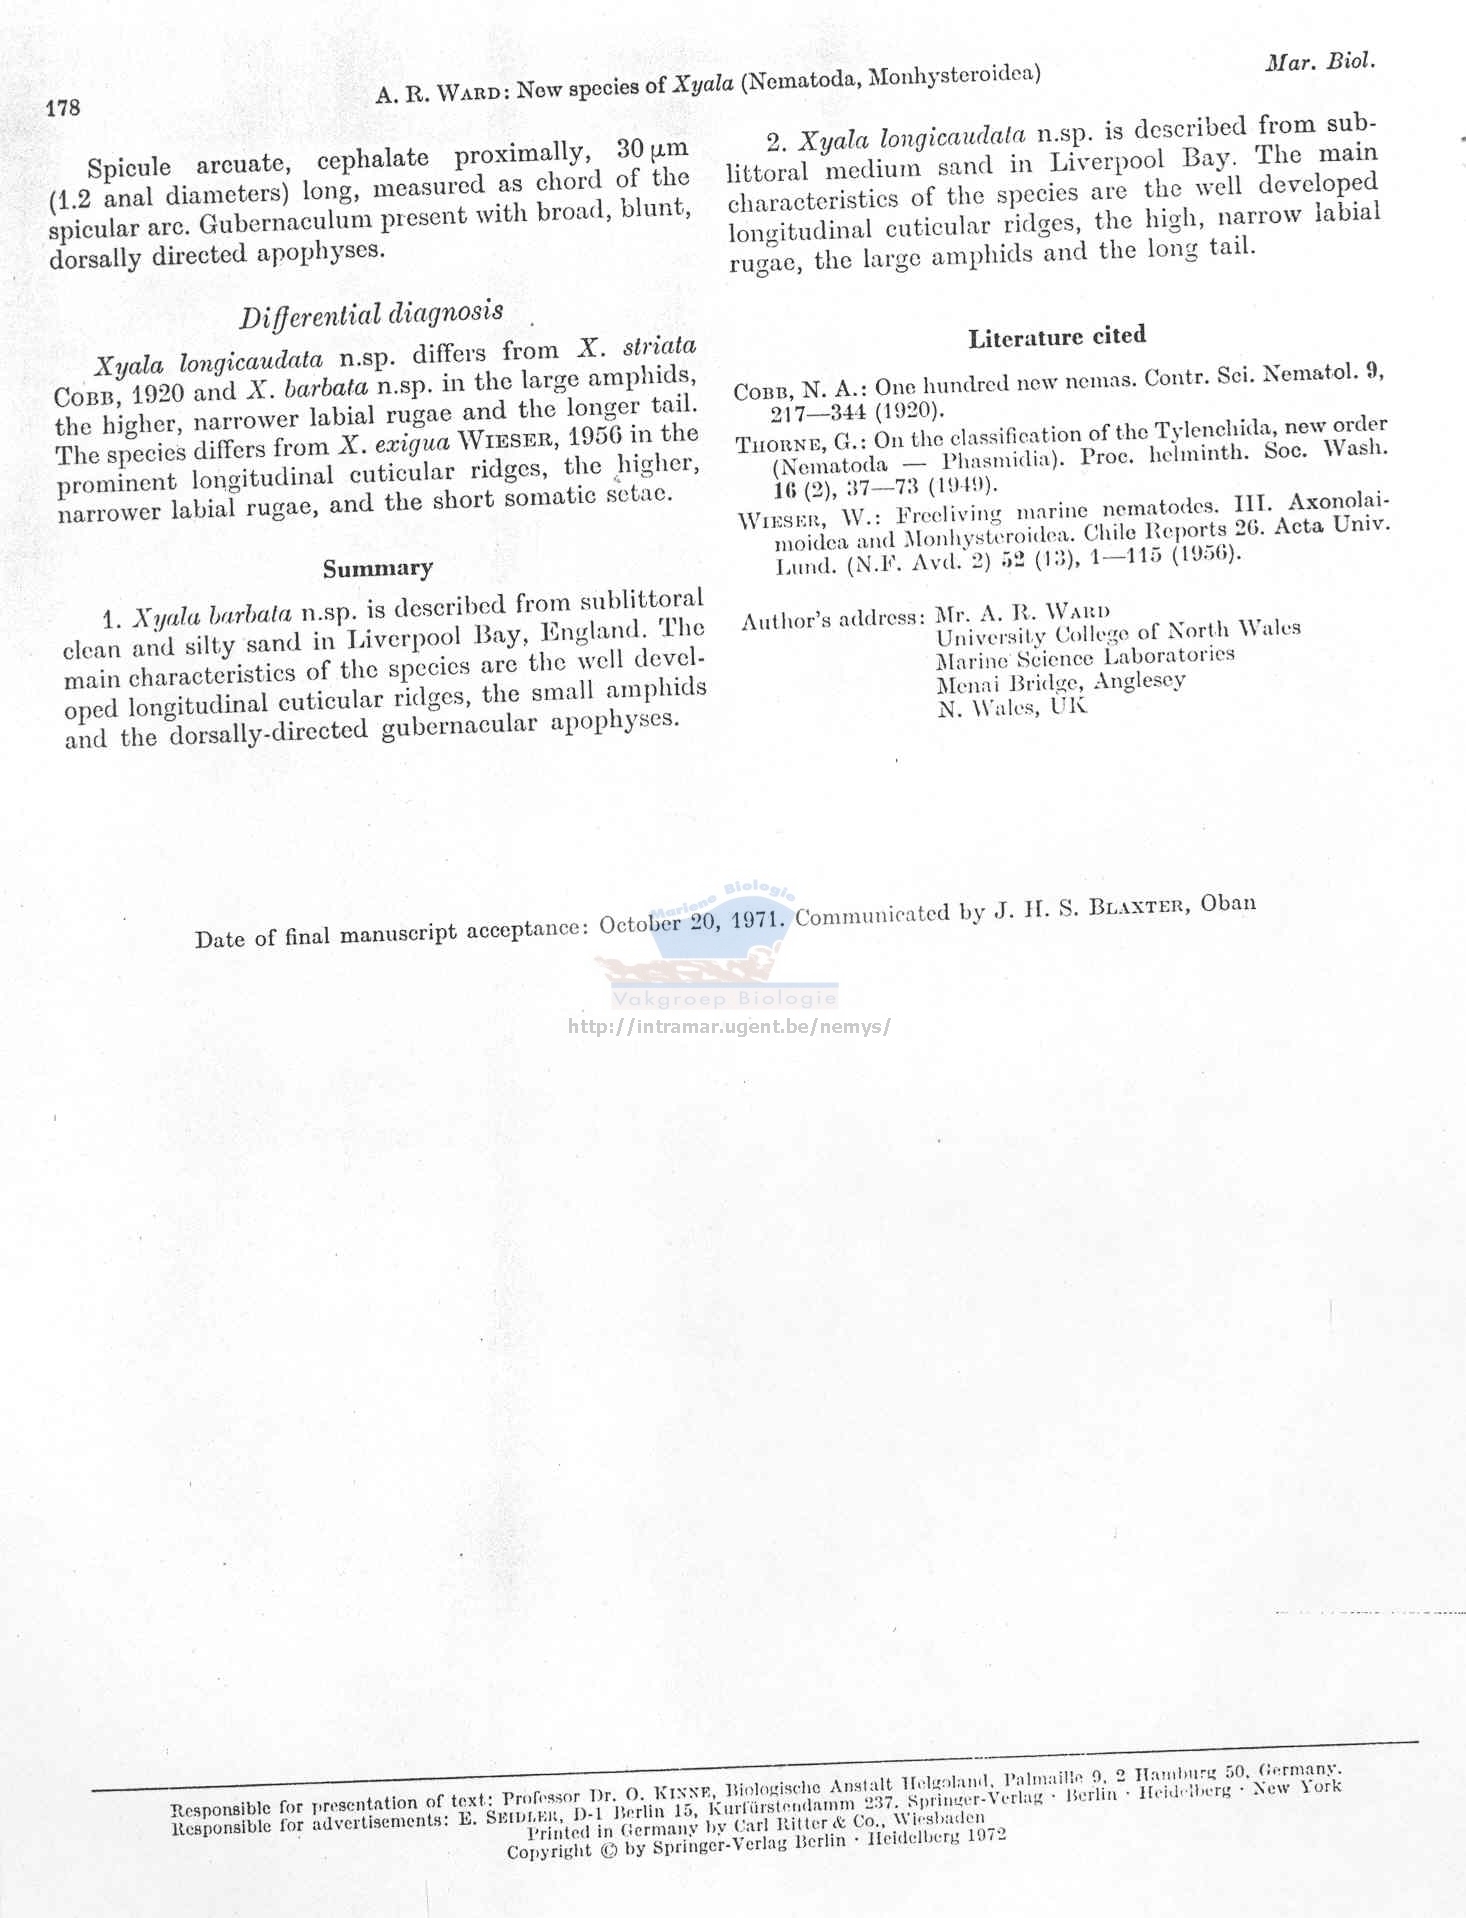 178
A. R. WARD: New species of Xyala (Nematoda, Monhysteroidea)
Mar. Biol.
Spicule arcuate, cephalate proximally, 30 μm
(1.2 anal diameters) long, measured as chord of the
spicular arc. Gubernaculum present with broad, blunt,
dorsally directed apophyses.
Differential diagnosis
Xyala longicaudata n.sp. differs from X. striata
COBB, 1920 and X. barbata n.sp. in the large amphids,
the higher, narrower labial rugae and the longer tail.
The species differs from X. exigua WIESER, 1956 in the
prominent longitudinal cuticular ridges, the higher,
narrower labial rugae, and the short somatic setae.
Summary
1. Xyala barbata n.sp. is described from sublittoral
clean and silty sand in Liverpool Bay, England. The
main characteristics of the species are the well devel-
oped longitudinal cuticular ridges, the small amphids
and the dorsally-directed gubernacular apophyses.
2. Xyala longicaudata n.sp. is described from sub-
littoral medium sand in Liverpool Bay. The main
characteristics of the species are the well developed
longitudinal cuticular ridges, the high, narrow labial
rugae, the large amphids and the long tail.
Literature cited
COBB, N. A.: One hundred new nemas. Contr. Sci. Nematol. 9,
217—344 (1920).
THORNE, G.: On the classification of the Tylenchida, new order
(Nematoda — Phasmidia). Proc. helminth. Soc. Wash.
16 (2), 37—73 (1949).
WIESER, W.: Freeliving marine nematodes. III. Axonolai-
moidea and Monhysteroidea. Chile Reports 26. Acta Univ.
Lund. (N.F. Avd. 2) 52 (13), 1—115 (1956).
Author's address: Mr. A. R. WARD
University College of North Wales
Marine Science Laboratories
Menai Bridge, Anglesey
N. Wales, UK
Mariene Biologie
Date of final manuscript acceptance: October 20, 1971. Communicated by J. H. S. BLAXTER, Oban
Vakgroep Biologie
http://intramar.ugent.be/nemys/
Responsible for presentation of text: Professor Dr. O. KINNE, Biologische Anstalt Helgoland, Palmaille 9, 2 Hamburg 50, Germany.
Responsible for advertisements: E. SEIDLER, D-1 Berlin 15, Kurfürstendamm 237. Springer-Verlag · Berlin · Heidelberg · New York
Printed in Germany by Carl Ritter & Co., Wiesbaden
Copyright © by Springer-Verlag Berlin · Heidelberg 1972